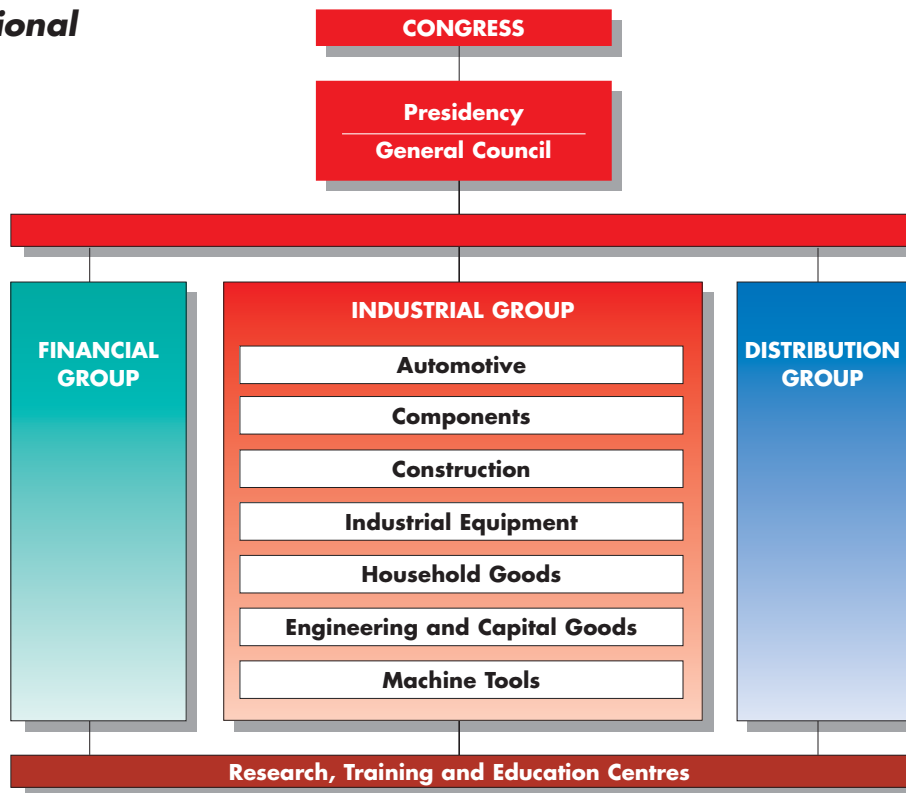 CONGRESS
Presidency
General Council
FINANCIAL
GROUP
INDUSTRIAL GROUP
Automotive
Components
Construction
Industrial Equipment
Household Goods
Engineering and Capital Goods
Machine Tools
DISTRIBUTION
GROUP
Research, Training and Education Centres